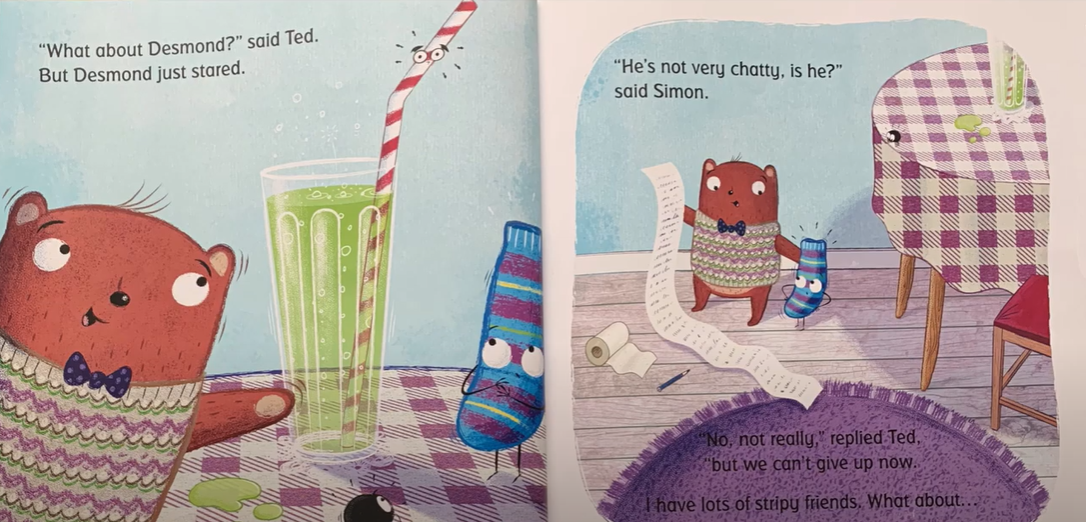 “What about Desmond?” said Ted.
But Desmond just stared.
“He's not very chatty, is he?”
said Simon.
“No, not really,” replied Ted,
“but we can't give up now.
I have lots of stripy friends. What about...